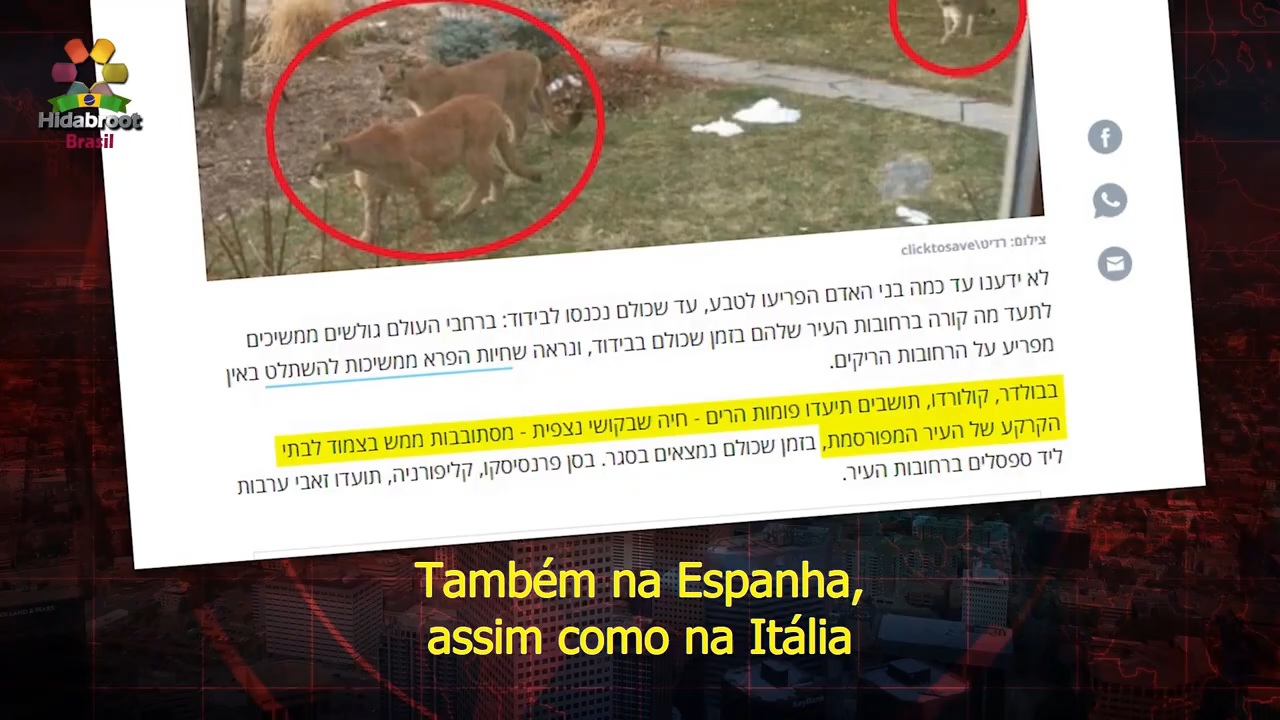 Hidabroot
Brasil
צילום: רדיט\clicktosave
לא ידענו עד כמה בני האדם הפריעו לטבע, עד שכולם נכנסו לבידוד: ברחבי העולם גולשים ממשיכים
לתעד מה קורה ברחובות העיר שלהם בזמן שכולם בבידוד, ונראה שחיות הפרא ממשיכות להשתלט באין
מפריע על הרחובות הריקים.
בבולדר, קולורדו, תושבים תיעדו פומות הרים - חיה שבקושי נצפית - מסתובבות ממש בצמוד לבתי
הקרקע של העיר המפורסמת, בזמן שכולם נמצאים בסגר. בסן פרנסיסקו, קליפורניה, תועדו זאבי ערבות
ליד ספסלים ברחובות העיר.
Também na Espanha,
assim como na Itália